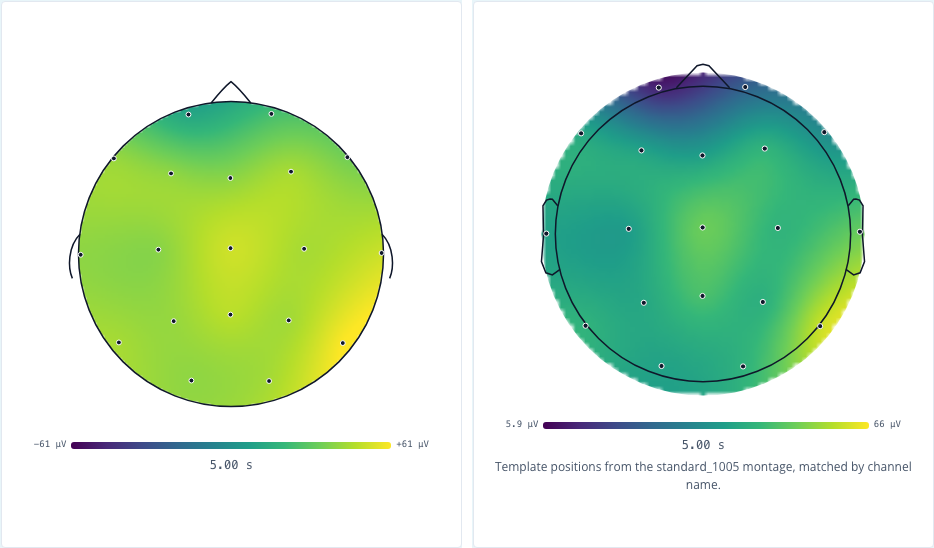 −61 μV
+61 μV
5.00 s
5.9 μV
66 μV
5.00 s
Template positions from the standard_1005 montage, matched by channel
name.